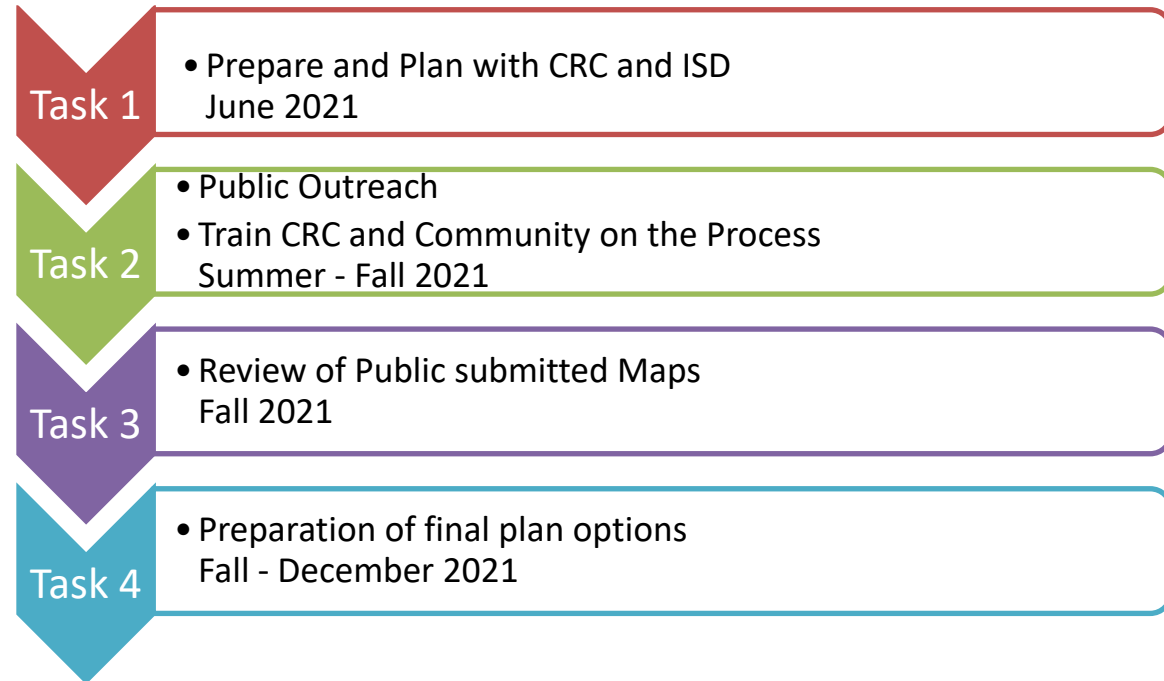 Task 1
• Prepare and Plan with CRC and ISD
June 2021
Task 2
• Public Outreach
• Train CRC and Community on the Process
Summer - Fall 2021
Task 3
• Review of Public submitted Maps
Fall 2021
Task 4
• Preparation of final plan options
Fall - December 2021